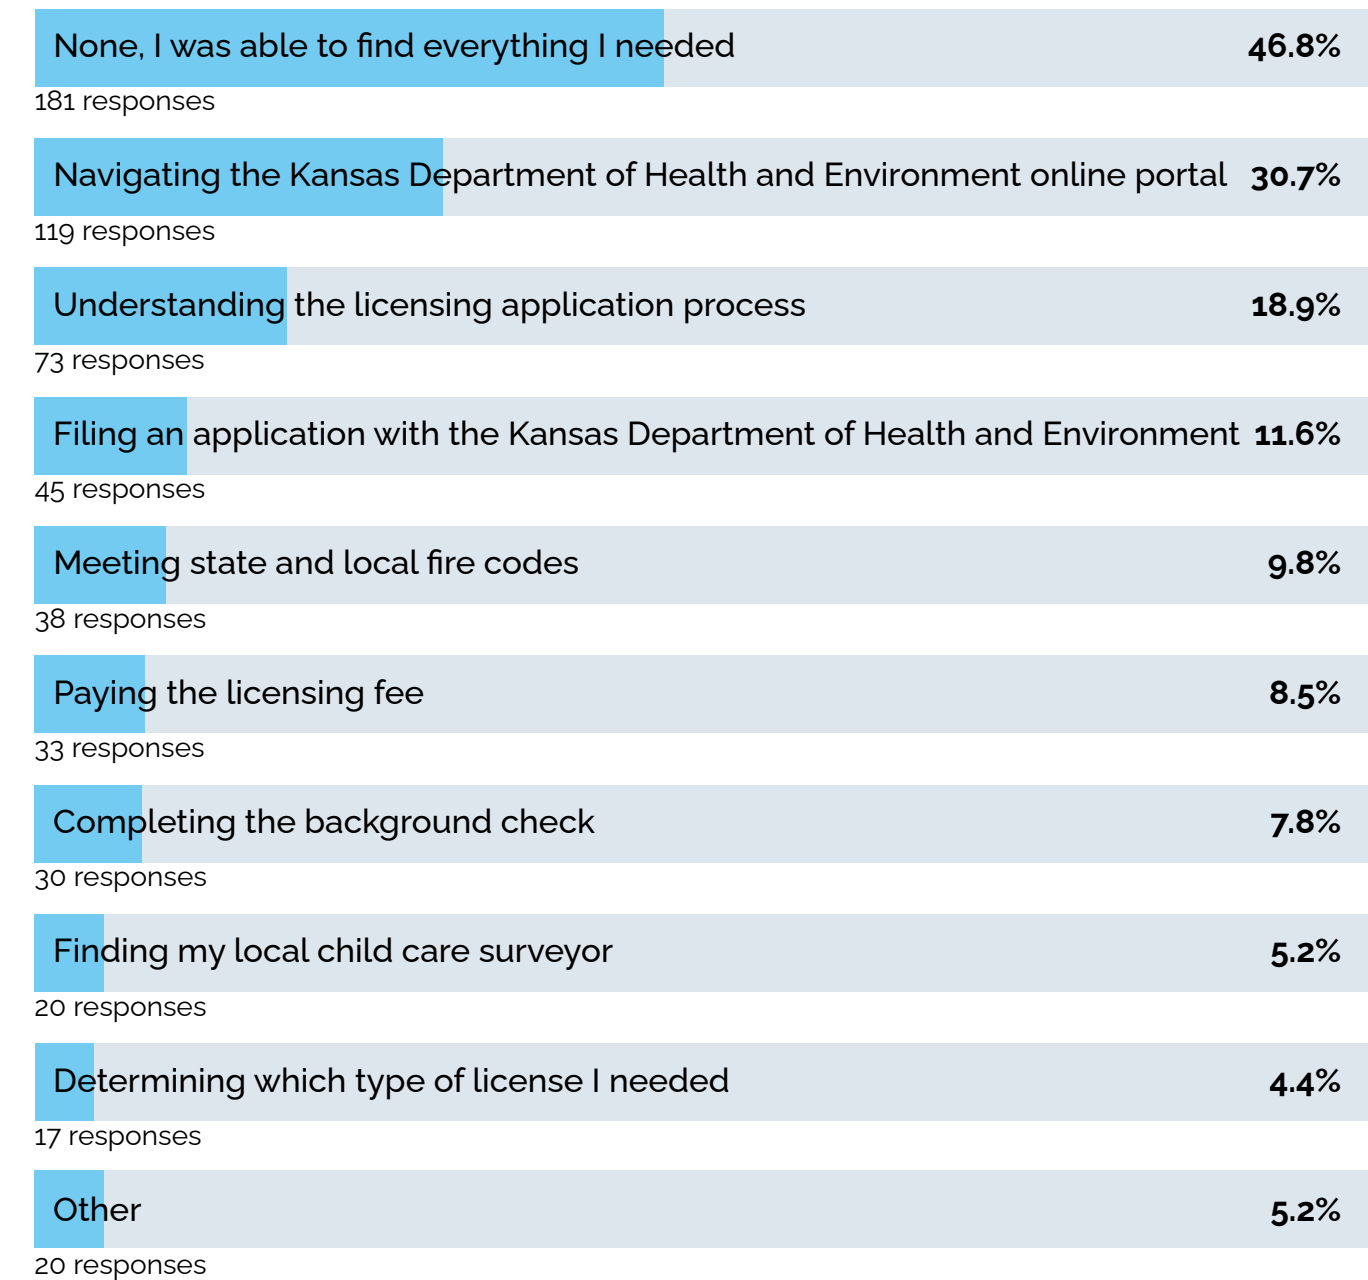 None, I was able to find everything I needed 46.8%
181 responses
Navigating the Kansas Department of Health and Environment online portal 30.7%
119 responses
Understanding the licensing application process 18.9%
73 responses
Filing an application with the Kansas Department of Health and Environment 11.6%
45 responses
Meeting state and local fire codes 9.8%
38 responses
Paying the licensing fee 8.5%
33 responses
Completing the background check 7.8%
30 responses
Finding my local child care surveyor 5.2%
20 responses
Determining which type of license I needed 4.4%
17 responses
Other 5.2%
20 responses